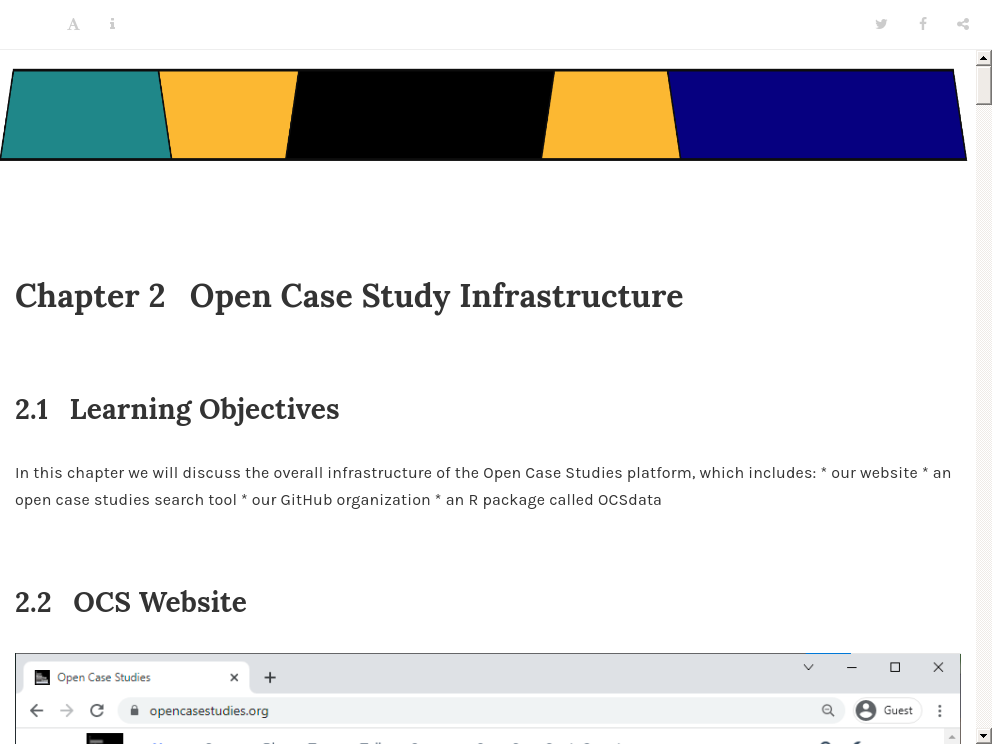 Chapter 2 Open Case Study Infrastructure
2.1 Learning Objectives
In this chapter we will discuss the overall infrastructure of the Open Case Studies platform, which includes: * our website * an
open case studies search tool * our GitHub organization * an R package called OCSdata
2.2 OCS Website
Open Case Studies
opencasestudies.org
Guest